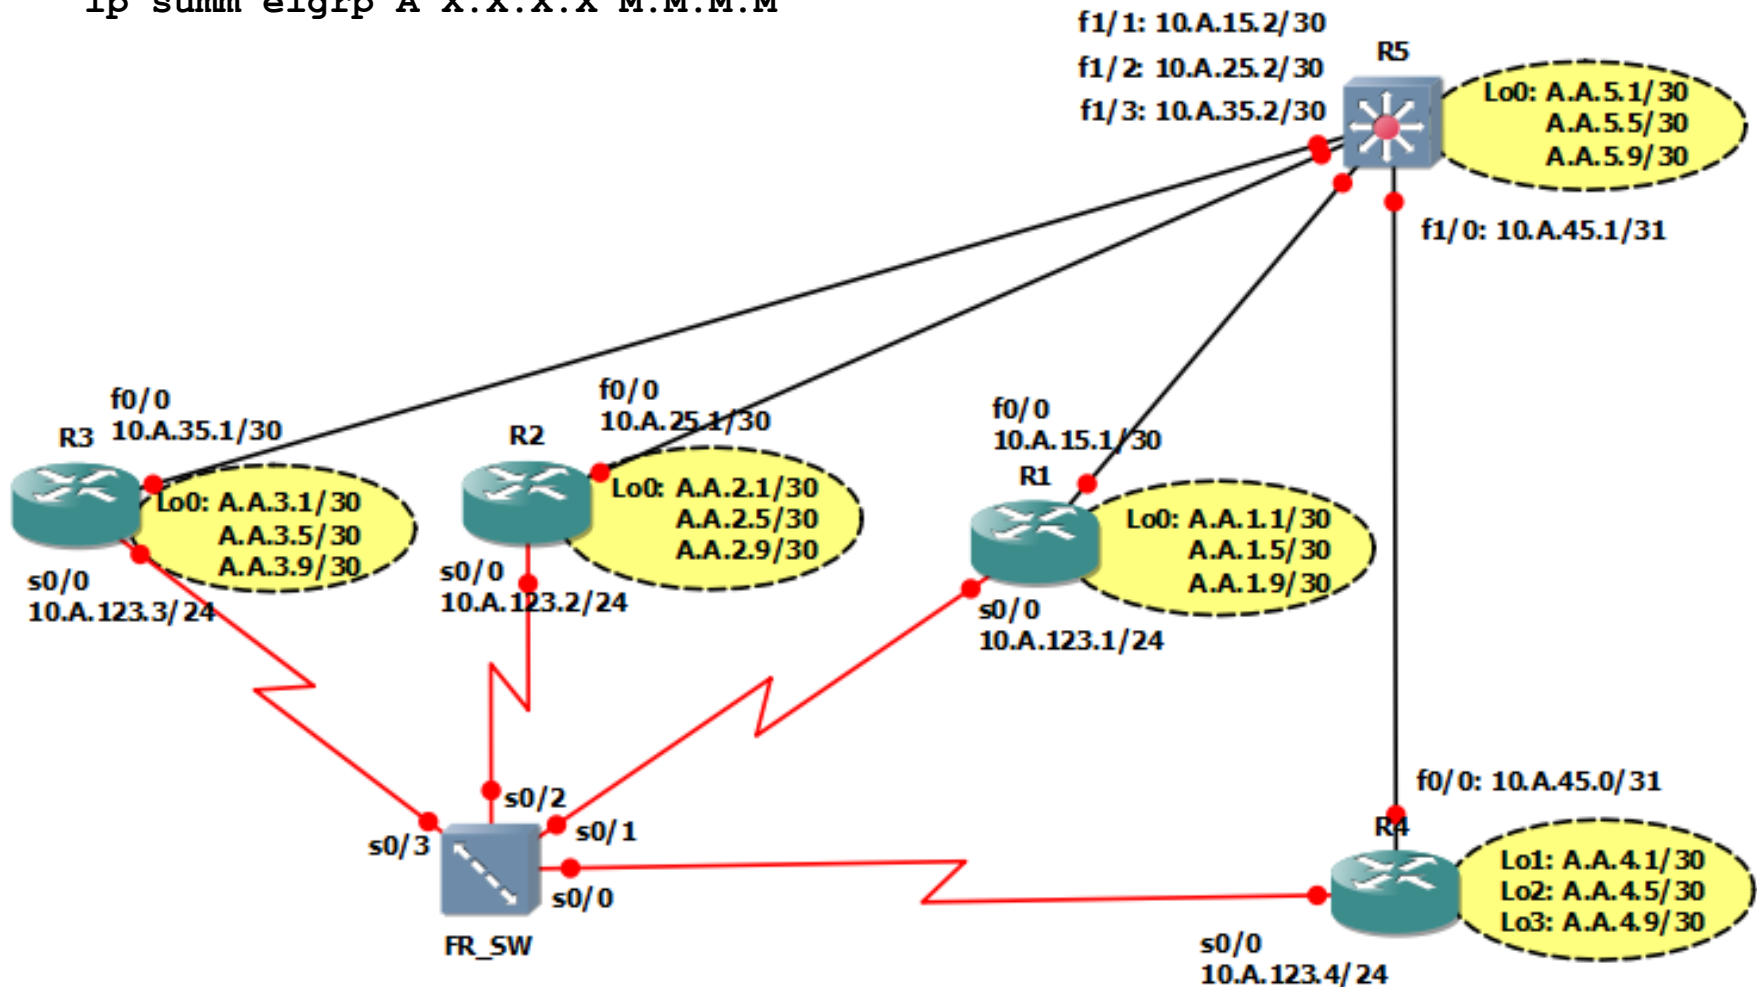 ip summ eigrp A X.X.X.X M.M.M.M
f1/1: 10.A.15.2/30
f1/2: 10.A.25.2/30
f1/3: 10.A.35.2/30
R5
Lo0: A.A.5.1/30
A.A.5.5/30
A.A.5.9/30
f1/0: 10.A.45.1/31
f0/0
10.A.35.1/30
R3
Lo0: A.A.3.1/30
A.A.3.5/30
A.A.3.9/30
s0/0
10.A.123.3/24
f0/0
10.A.25.1/30
R2
Lo0: A.A.2.1/30
A.A.2.5/30
A.A.2.9/30
s0/0
10.A.123.2/24
f0/0
10.A.15.1/30
R1
Lo0: A.A.1.1/30
A.A.1.5/30
A.A.1.9/30
s0/0
10.A.123.1/24
s0/2
s0/3
s0/1
s0/0
FR_SW
f0/0: 10.A.45.0/31
R4
Lo1: A.A.4.1/30
Lo2: A.A.4.5/30
Lo3: A.A.4.9/30
s0/0
10.A.123.4/24